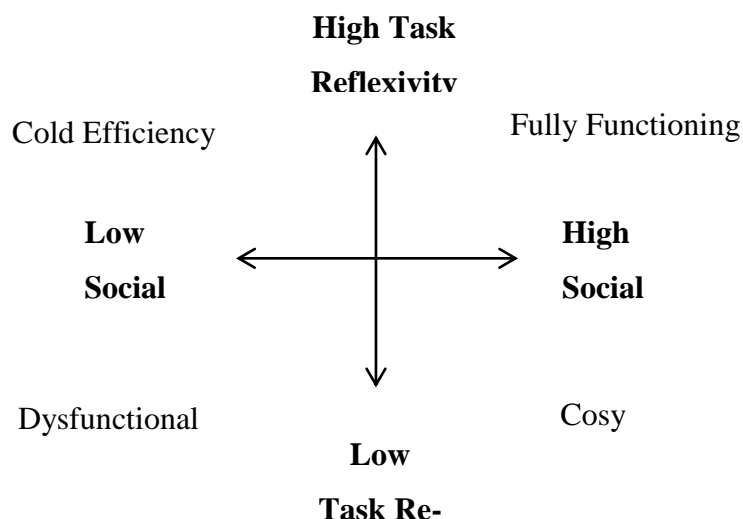 High Task
Reflexivity
Cold Efficiency
Fully Functioning
Low
Social
High
Social
Dysfunctional
Cosy
Low
Task Re-